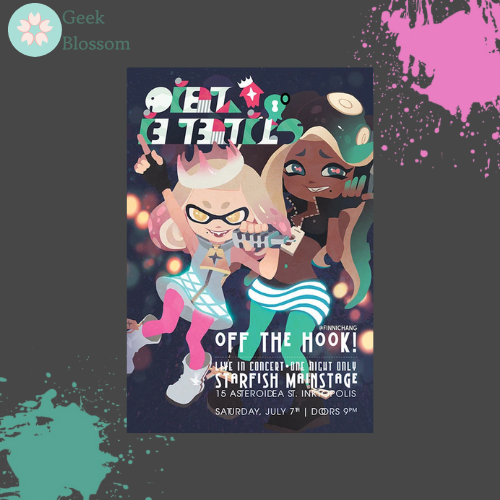 Geek
Blossom
@FINNICHANG
OFF THE HOOK!
LIVE IN CONCERT•ONE NIGHT ONLY
STARFISH MAINSTAGE
15 ASTEROIDEA ST. INKTOPOLIS
SATURDAY, JULY 7TH | DOORS 9PM